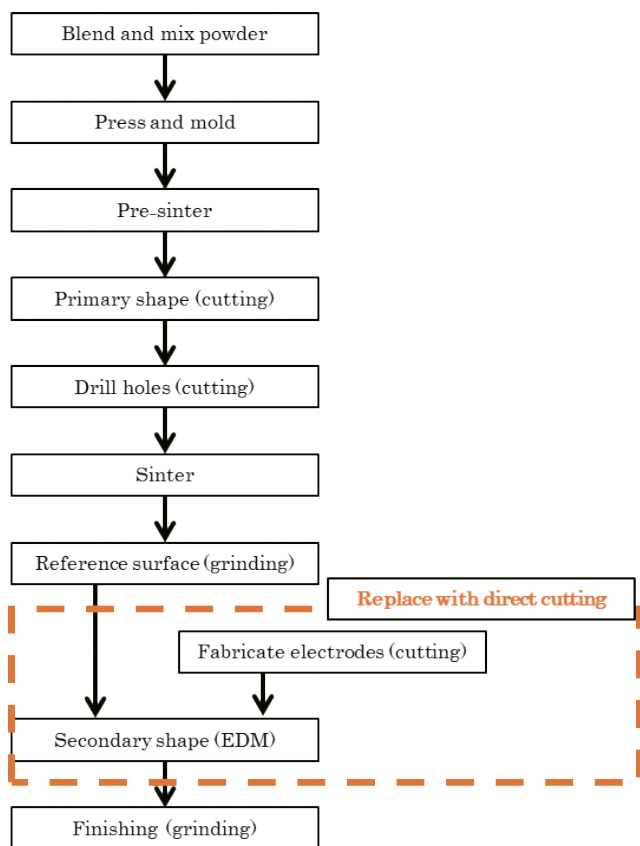 Blend and mix powder
Press and mold
Pre-sinter
Primary shape (cutting)
Drill holes (cutting)
Sinter
Reference surface (grinding)
Replace with direct cutting
Fabricate electrodes (cutting)
Secondary shape (EDM)
Finishing (grinding)